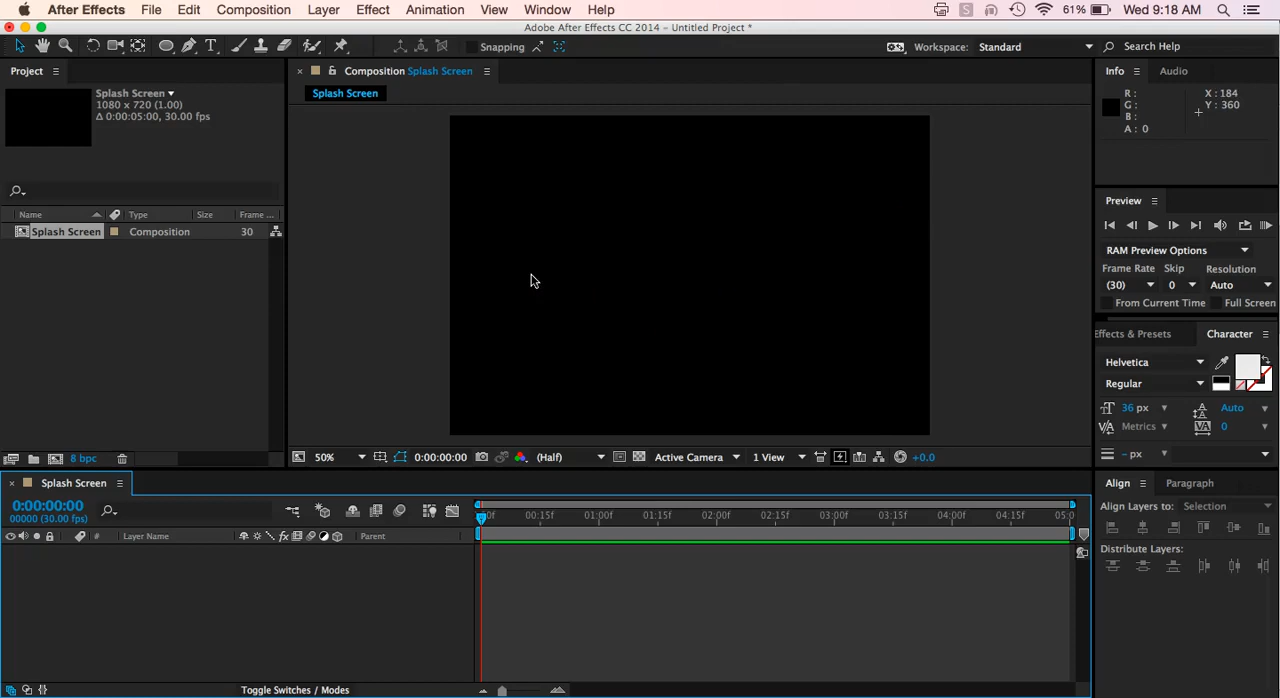 After Effects File Edit Composition Layer Effect Animation View Window Help 61% Wed 9:18 AM
Adobe After Effects CC 2014 – Untitled Project *
T Snapping Workspace: Standard Search Help
Project
Splash Screen
1080 x 720 (1.00)
Δ 0:00:05:00, 30.00 fps
Name Type Size Frame ...
Splash Screen Composition 30
8 bpc
Composition Splash Screen
Splash Screen
50% 0:00:00:00 (Half) Active Camera 1 View +0.0
Info Audio
R: X: 184
G: Y: 360
B:
A: 0
Preview
RAM Preview Options
Frame Rate Skip Resolution
(30) 0 Auto
From Current Time Full Screen
Effects & Presets Character
Helvetica
Regular
36 px Auto
Metrics 0
– px
Align Paragraph
Align Layers to: Selection
Distribute Layers:
Splash Screen
0:00:00:00
00000 (30.00 fps)
0f 00:15f 01:00f 01:15f 02:00f 02:15f 03:00f 03:15f 04:00f 04:15f 05:0
# Layer Name fx Parent
Toggle Switches / Modes